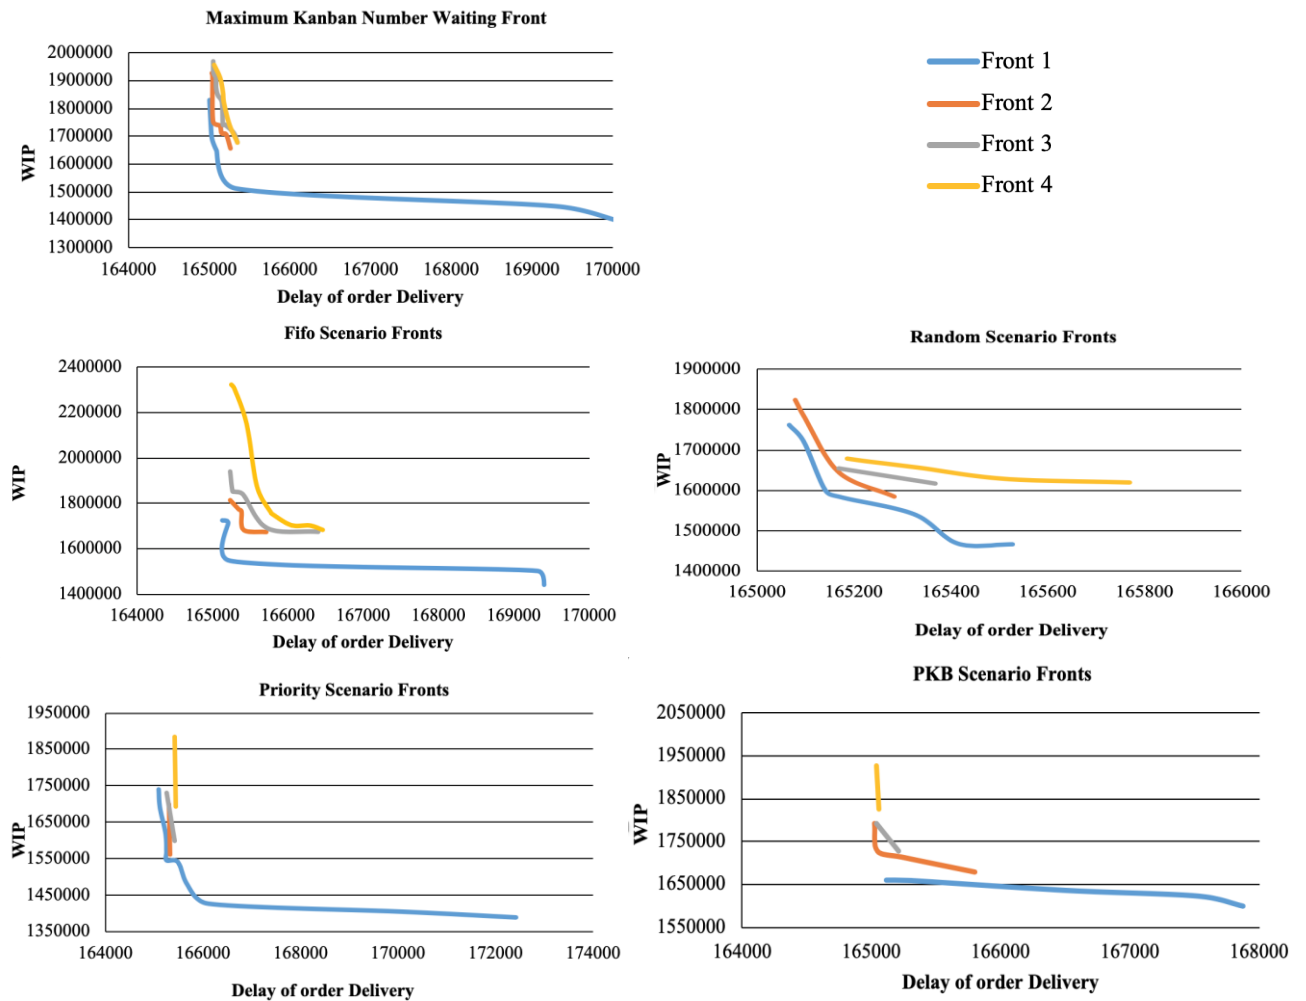 Maximum Kanban Number Waiting Front
2000000
1900000
1800000
1700000
1600000
1500000
1400000
1300000
WIP
164000 165000 166000 167000 168000 169000 170000
Delay of order Delivery
Front 1
Front 2
Front 3
Front 4
Fifo Scenario Fronts
2400000
2200000
2000000
1800000
1600000
1400000
WIP
164000 165000 166000 167000 168000 169000 170000
Delay of order Delivery
Random Scenario Fronts
1900000
1800000
1700000
1600000
1500000
1400000
WIP
165000 165200 165400 165600 165800 166000
Delay of order Delivery
Priority Scenario Fronts
1950000
1850000
1750000
1650000
1550000
1450000
1350000
WIP
164000 166000 168000 170000 172000 174000
Delay of order Delivery
PKB Scenario Fronts
2050000
1950000
1850000
1750000
1650000
1550000
WIP
164000 165000 166000 167000 168000
Delay of order Delivery